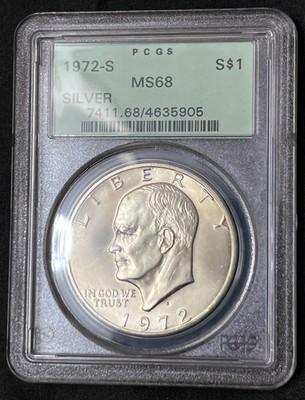 PCGS
1972-S S$1
MS68
SILVER
7411.68/4635905
LIBERTY
IN GOD WE
TRUST
S
1972
PCGS